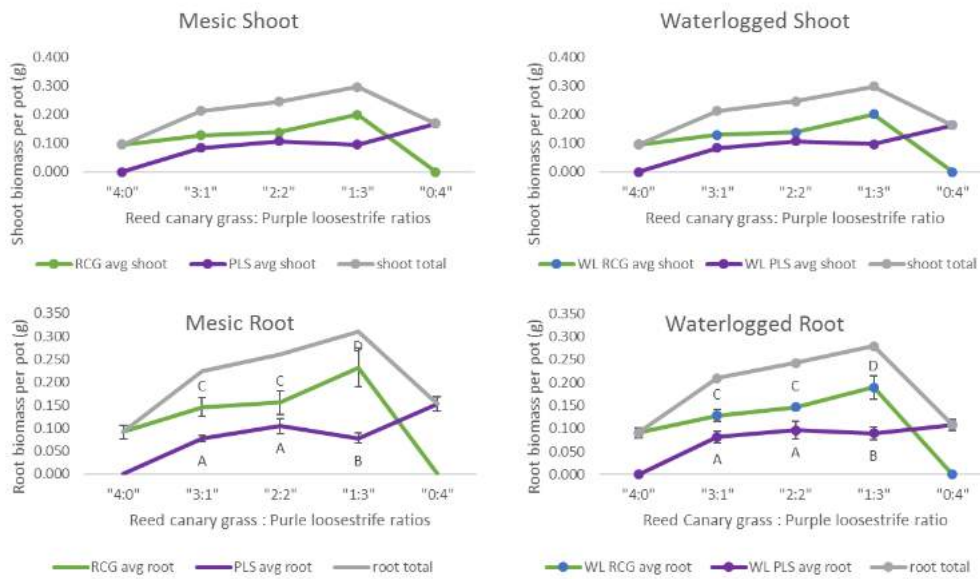 Mesic Shoot
Shoot biomass per pot (g)
0.400
0.300
0.200
0.100
0.000
"4:0" "3:1" "2:2" "1:3" "0:4"
Reed canary grass: Purple loosestrife ratios
RCG avg shoot PLS avg shoot shoot total
Waterlogged Shoot
Shoot biomass per pot (g)
0.400
0.300
0.200
0.100
0.000
"4:0" "3:1" "2:2" "1:3" "0:4"
Reed canary grass: Purple loosestrife ratio
WL RCG avg shoot WL PLS avg shoot shoot total
Mesic Root
Root biomass per pot (g)
0.350
0.300
0.250
0.200
0.150
0.100
0.050
0.000
C C D
A A B
"4:0" "3:1" "2:2" "1:3" "0:4"
Reed canary grass : Purle loosestrife ratios
RCG avg root PLS avg root root total
Waterlogged Root
Root biomass per pot (g)
0.350
0.300
0.250
0.200
0.150
0.100
0.050
0.000
C C D
A A B
"4:0" "3:1" "2:2" "1:3" "0:4"
Reed Canary grass : Purple loosestrife ratio
WL RCG avg root WL PLS avg root root total